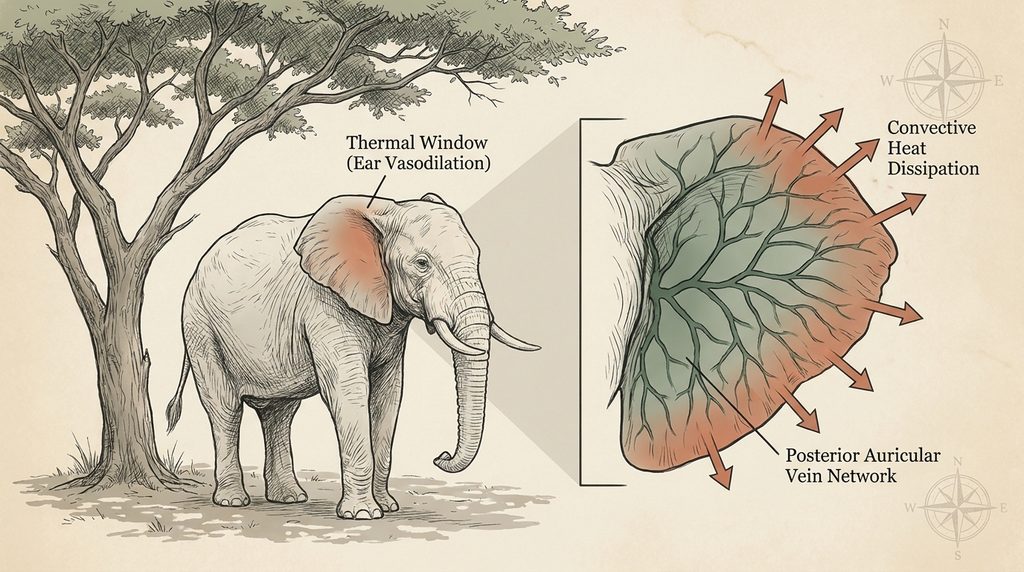 Thermal Window
(Ear Vasodilation)
N
W
E
Convective
Heat
Dissipation
Posterior Auricular
Vein Network
N
W
E
S